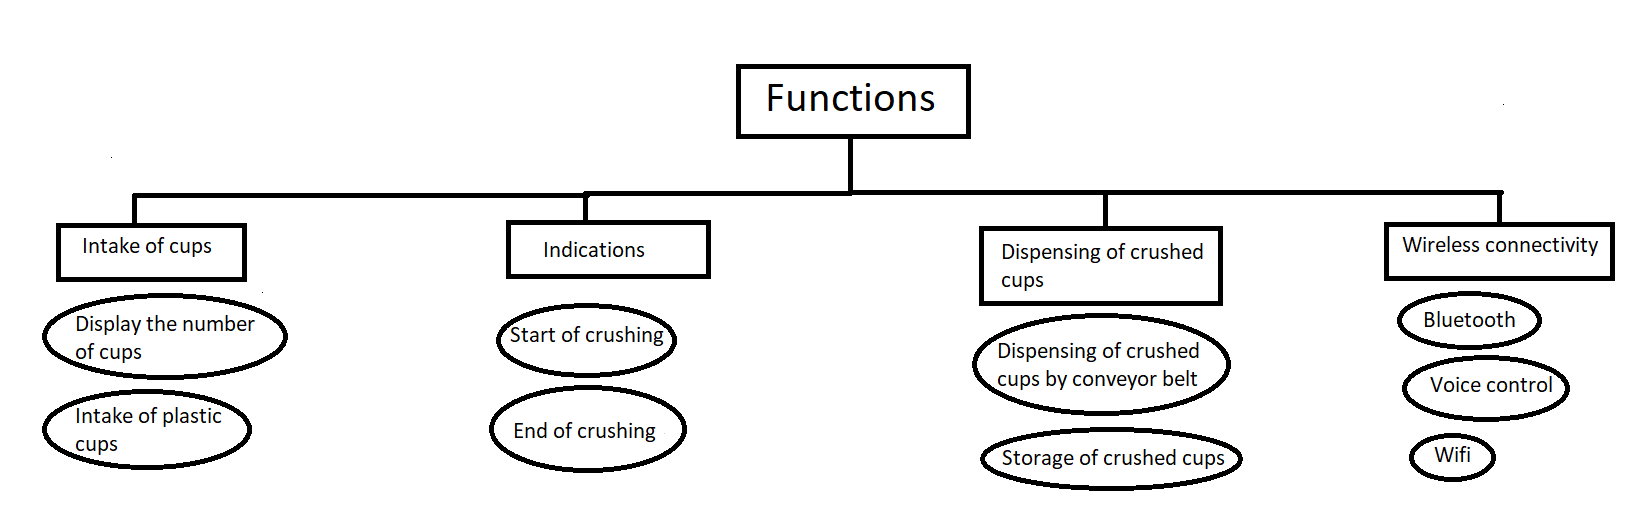 Functions
Intake of cups
Display the number
of cups
Intake of plastic
cups
Indications
Start of crushing
End of crushing
Dispensing of crushed
cups
Dispensing of crushed
cups by conveyor belt
Storage of crushed cups
Wireless connectivity
Bluetooth
Voice control
Wifi